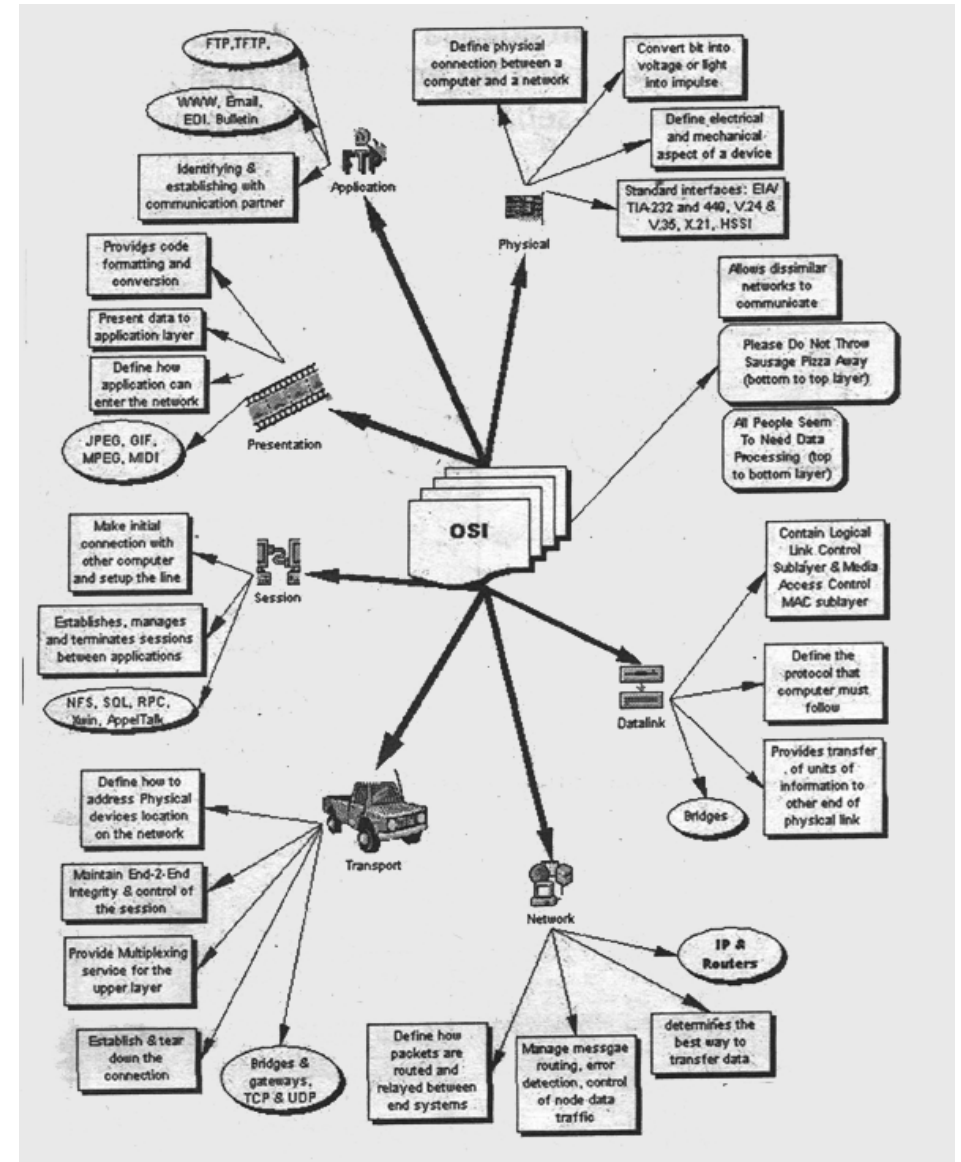 FTP,TFTP,
WWW, Email,
EDI, Bulletin
Identifying &
establishing with
communication partner
FTP
Application
Define physical
connection between a
computer and a network
Convert bit into
voltage or light
into impulse
Define electrical
and mechanical
aspect of a device
Standard interfaces: EIA/
TIA-232 and 449, V.24 &
V.35, X.21, HSSI
Physical
Provides code
formatting and
conversion
Present data to
application layer
Define how
application can
enter the network
JPEG, GIF,
MPEG, MIDI
Presentation
Allows dissimilar
networks to
communicate
Please Do Not Throw
Sausage Pizza Away
(bottom to top layer)
All People Seem
To Need Data
Processing (top
to bottom layer)
OSI
Make initial
connection with
other computer
and setup the line
Establishes, manages
and terminates sessions
between applications
NFS, SQL, RPC,
Xwin, AppelTalk
Session
Contain Logical
Link Control
Sublayer & Media
Access Control
MAC sublayer
Define the
protocol that
computer must
follow
Provides transfer
of units of
information to
other end of
physical link
Bridges
Datalink
Define how to
address Physical
devices location
on the network
Maintain End-2-End
Integrity & control of
the session
Provide Multiplexing
service for the
upper layer
Establish & tear
down the
connection
Bridges &
gateways,
TCP & UDP
Transport
Network
IP &
Routers
determines the
best way to
transfer data
Manage messgae
routing, error
detection, control
of node data
traffic
Define how
packets are
routed and
relayed between
end systems